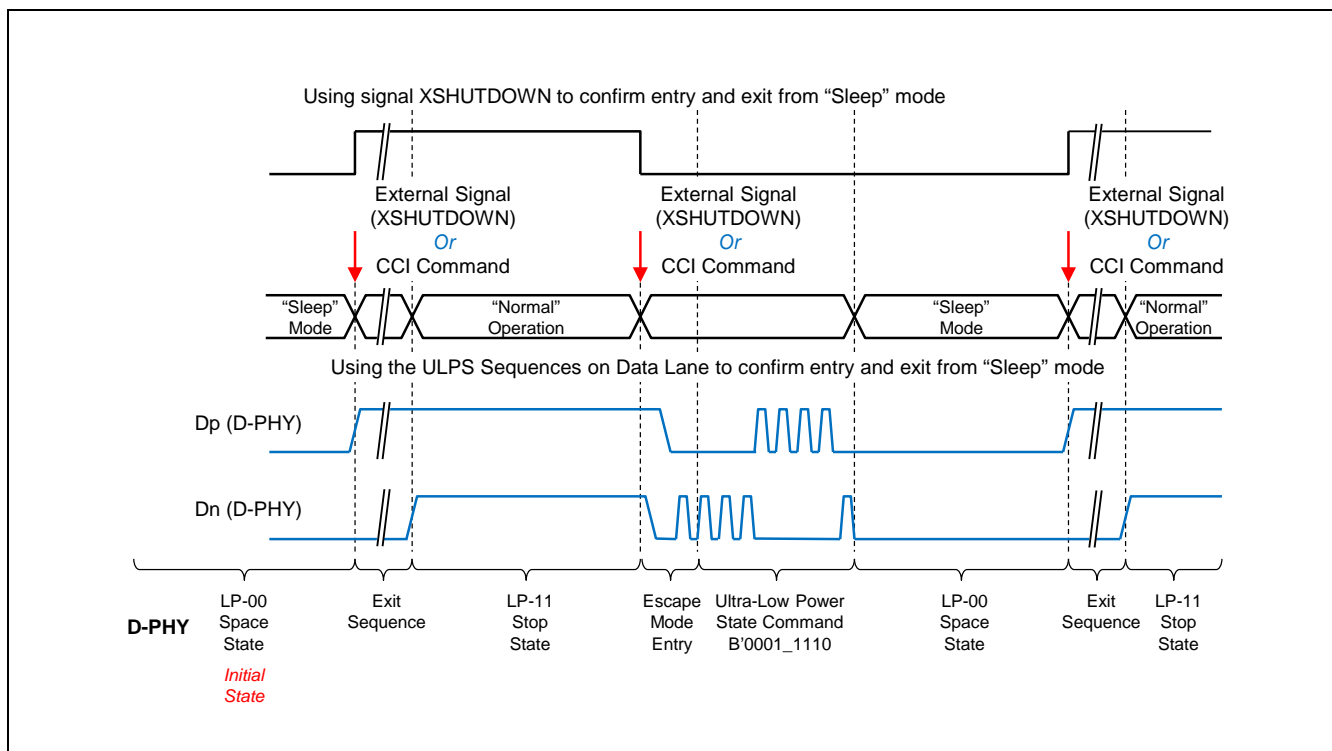 Using signal XSHUTDOWN to confirm entry and exit from “Sleep” mode
External Signal
(XSHUTDOWN)
Or
CCI Command
External Signal
(XSHUTDOWN)
Or
CCI Command
External Signal
(XSHUTDOWN)
Or
CCI Command
“Sleep”
Mode
“Normal”
Operation
“Sleep”
Mode
“Normal”
Operation
Using the ULPS Sequences on Data Lane to confirm entry and exit from “Sleep” mode
Dp (D-PHY)
Dn (D-PHY)
D-PHY
LP-00
Space
State
Initial
State
Exit
Sequence
LP-11
Stop
State
Escape
Mode
Entry
Ultra-Low Power
State Command
B'0001_1110
LP-00
Space
State
Exit
Sequence
LP-11
Stop
State